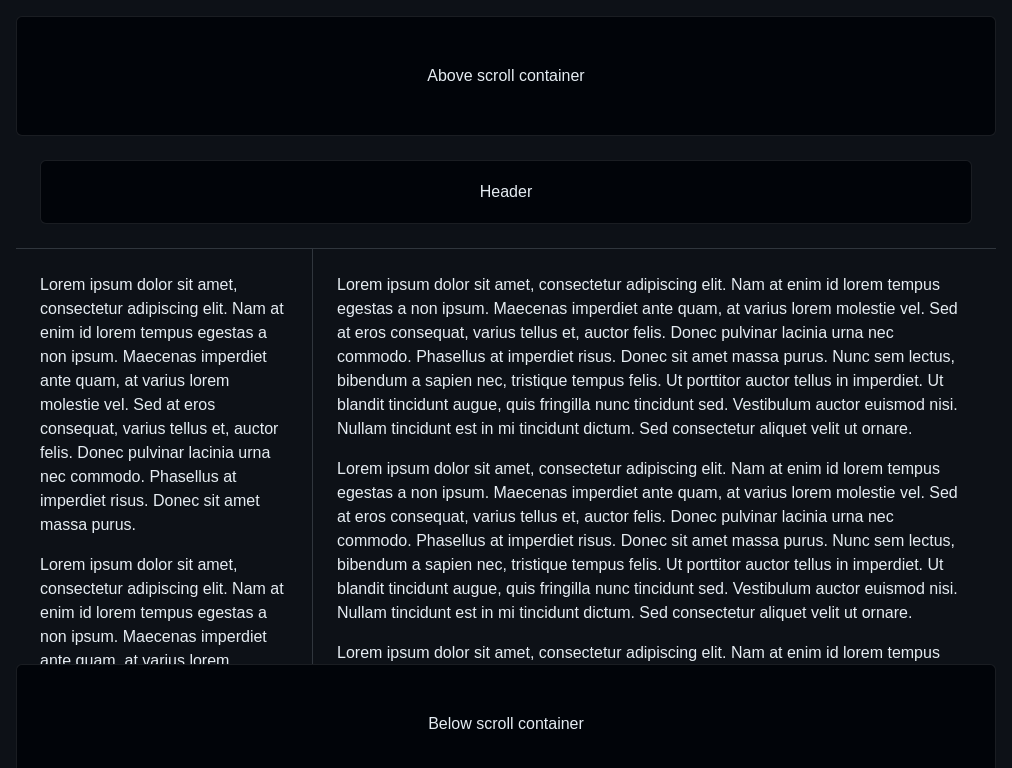 Above scroll container
Header
Lorem ipsum dolor sit amet,
consectetur adipiscing elit. Nam at
enim id lorem tempus egestas a
non ipsum. Maecenas imperdiet
ante quam, at varius lorem
molestie vel. Sed at eros
consequat, varius tellus et, auctor
felis. Donec pulvinar lacinia urna
nec commodo. Phasellus at
imperdiet risus. Donec sit amet
massa purus.
Lorem ipsum dolor sit amet,
consectetur adipiscing elit. Nam at
enim id lorem tempus egestas a
non ipsum. Maecenas imperdiet
ante quam, at varius lorem
Lorem ipsum dolor sit amet, consectetur adipiscing elit. Nam at enim id lorem tempus
egestas a non ipsum. Maecenas imperdiet ante quam, at varius lorem molestie vel. Sed
at eros consequat, varius tellus et, auctor felis. Donec pulvinar lacinia urna nec
commodo. Phasellus at imperdiet risus. Donec sit amet massa purus. Nunc sem lectus,
bibendum a sapien nec, tristique tempus felis. Ut porttitor auctor tellus in imperdiet. Ut
blandit tincidunt augue, quis fringilla nunc tincidunt sed. Vestibulum auctor euismod nisi.
Nullam tincidunt est in mi tincidunt dictum. Sed consectetur aliquet velit ut ornare.
Lorem ipsum dolor sit amet, consectetur adipiscing elit. Nam at enim id lorem tempus
egestas a non ipsum. Maecenas imperdiet ante quam, at varius lorem molestie vel. Sed
at eros consequat, varius tellus et, auctor felis. Donec pulvinar lacinia urna nec
commodo. Phasellus at imperdiet risus. Donec sit amet massa purus. Nunc sem lectus,
bibendum a sapien nec, tristique tempus felis. Ut porttitor auctor tellus in imperdiet. Ut
blandit tincidunt augue, quis fringilla nunc tincidunt sed. Vestibulum auctor euismod nisi.
Nullam tincidunt est in mi tincidunt dictum. Sed consectetur aliquet velit ut ornare.
Lorem ipsum dolor sit amet, consectetur adipiscing elit. Nam at enim id lorem tempus
Below scroll container